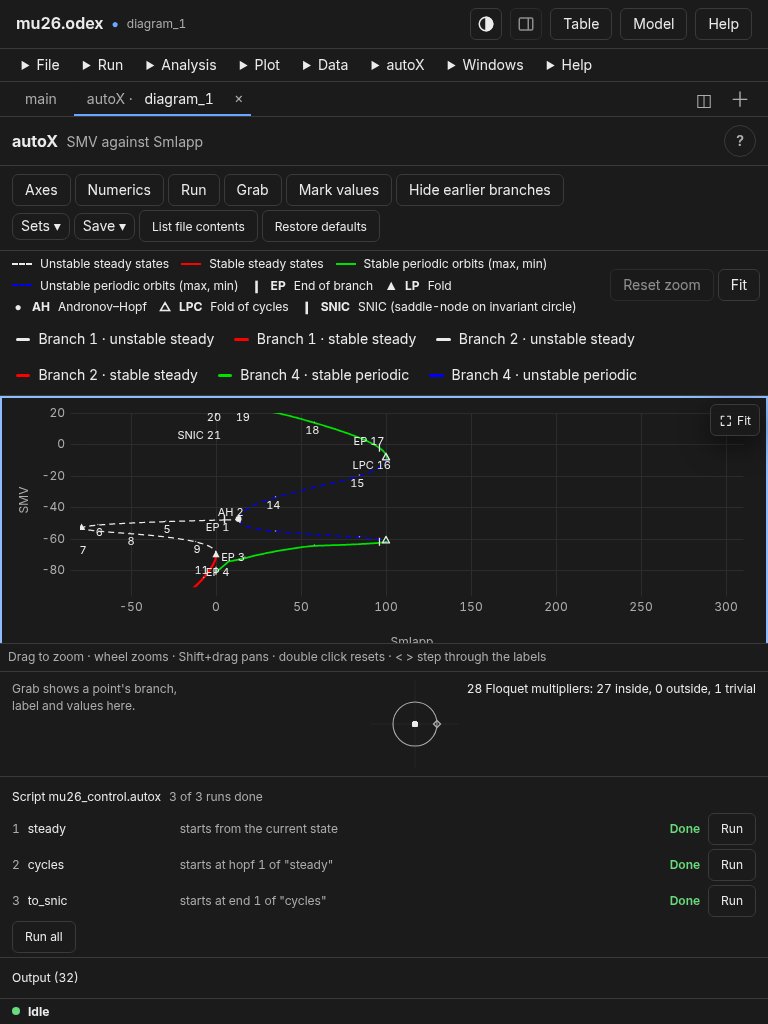 mu26.odex ● diagram_1 Table Model Help
▶ File ▶ Run ▶ Analysis ▶ Plot ▶ Data ▶ autoX ▶ Windows ▶ Help
main autoX · diagram_1 ×
autoX SMV against Smlapp ?
Axes Numerics Run Grab Mark values Hide earlier branches
Sets ▾ Save ▾ List file contents Restore defaults
Unstable steady states Stable steady states Stable periodic orbits (max, min)
Unstable periodic orbits (max, min) EP End of branch ▲ LP Fold
● AH Andronov–Hopf △ LPC Fold of cycles SNIC SNIC (saddle-node on invariant circle)
Reset zoom Fit
Branch 1 · unstable steady Branch 1 · stable steady Branch 2 · unstable steady
Branch 2 · stable steady Branch 4 · stable periodic Branch 4 · unstable periodic
20 20 19
18 Fit
SNIC 21
0 EP 17
LPC 16
-20
15
-40 14
SMV
AH 2
EP 1
6 5
8
-60
7 9
EP 3
-80 11 EP 4
-50 0 50 100 150 200 250 300
Smlapp
Drag to zoom · wheel zooms · Shift+drag pans · double click resets · < > step through the labels
Grab shows a point's branch,
label and values here.
28 Floquet multipliers: 27 inside, 0 outside, 1 trivial
Script mu26_control.autox 3 of 3 runs done
1 steady starts from the current state Done Run
2 cycles starts at hopf 1 of "steady" Done Run
3 to_snic starts at end 1 of "cycles" Done Run
Run all
Output (32)
Idle